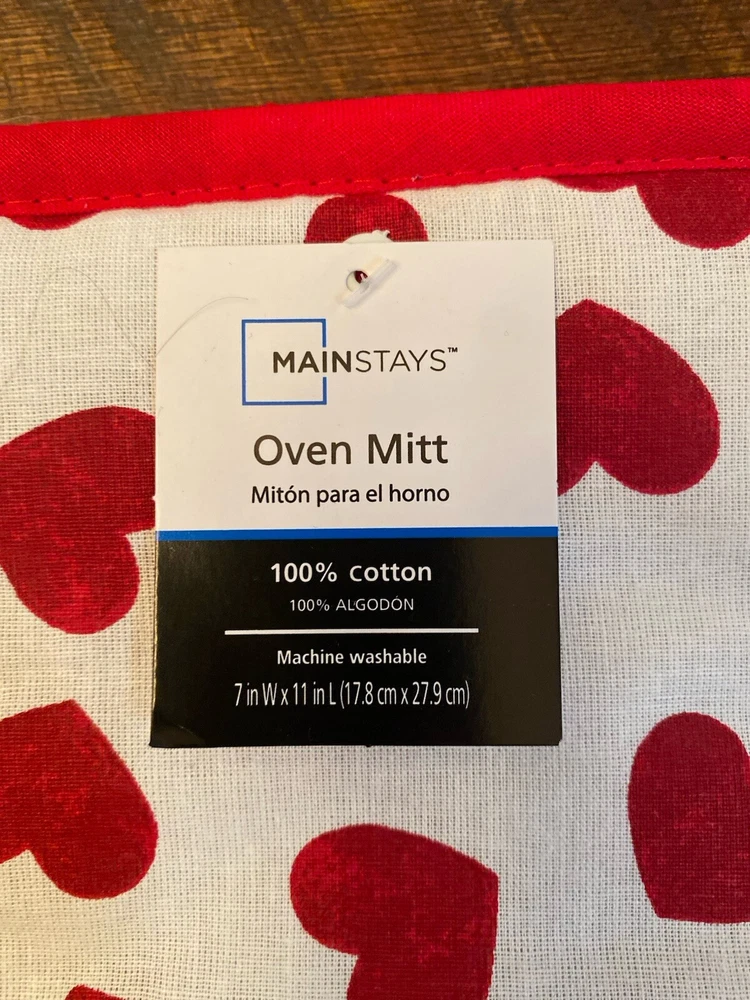 MAINSTAYS™
Oven Mitt
Mitón para el horno
100% cotton
100% ALGODÓN
Machine washable
7 in W x 11 in L (17.8 cm x 27.9 cm)